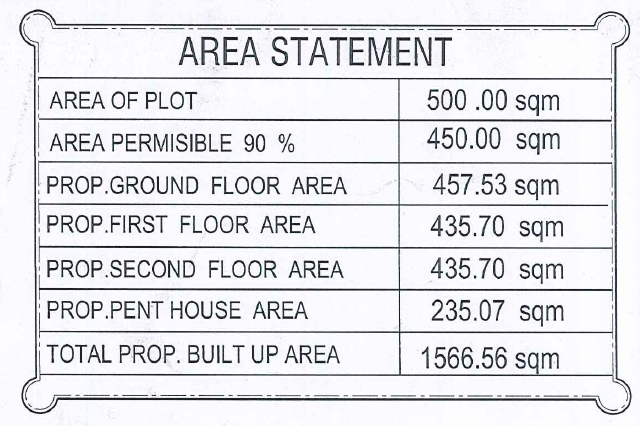 AREA STATEMENT
AREA OF PLOT 500 .00 sqm
AREA PERMISIBLE 90 % 450.00 sqm
PROP.GROUND FLOOR AREA 457.53 sqm
PROP.FIRST FLOOR AREA 435.70 sqm
PROP.SECOND FLOOR AREA 435.70 sqm
PROP.PENT HOUSE AREA 235.07 sqm
TOTAL PROP. BUILT UP AREA 1566.56 sqm